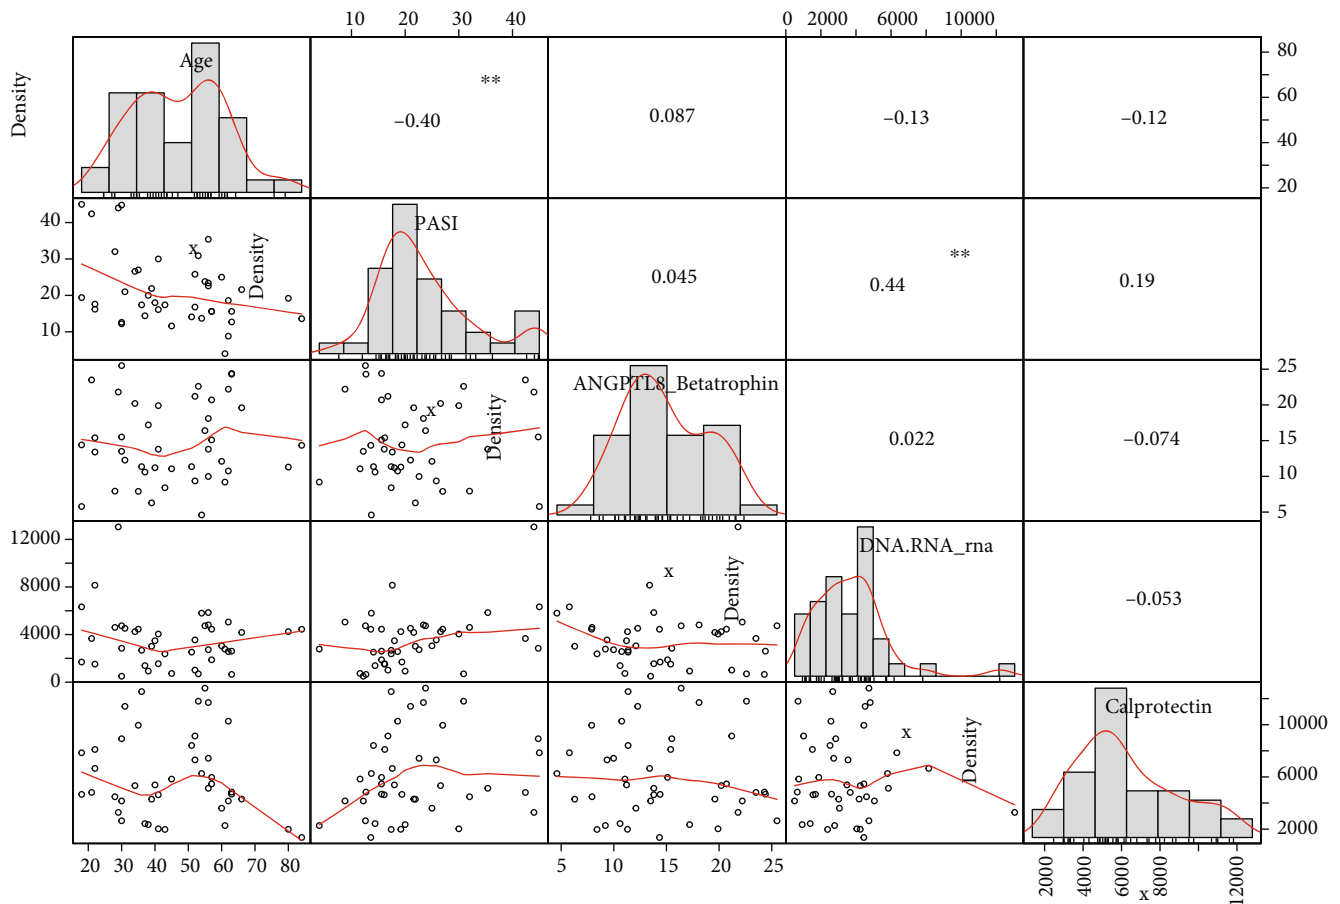 10 20 30 40
0 2000 6000 10000
Density
Age
**
−0.40
0.087
−0.13
−0.12
80
60
40
20
40
30
20
10
x
Density
PASI
0.045
**
0.44
0.19
x
Density
ANGPTL8_Betatrophin
0.022
−0.074
25
20
15
10
5
12000
8000
4000
0
x
Density
DNA.RNA_rna
−0.053
x
Density
Calprotectin
10000
6000
2000
20 30 40 50 60 70 80
5 10 15 20 25
2000 4000 6000 8000 12000
x